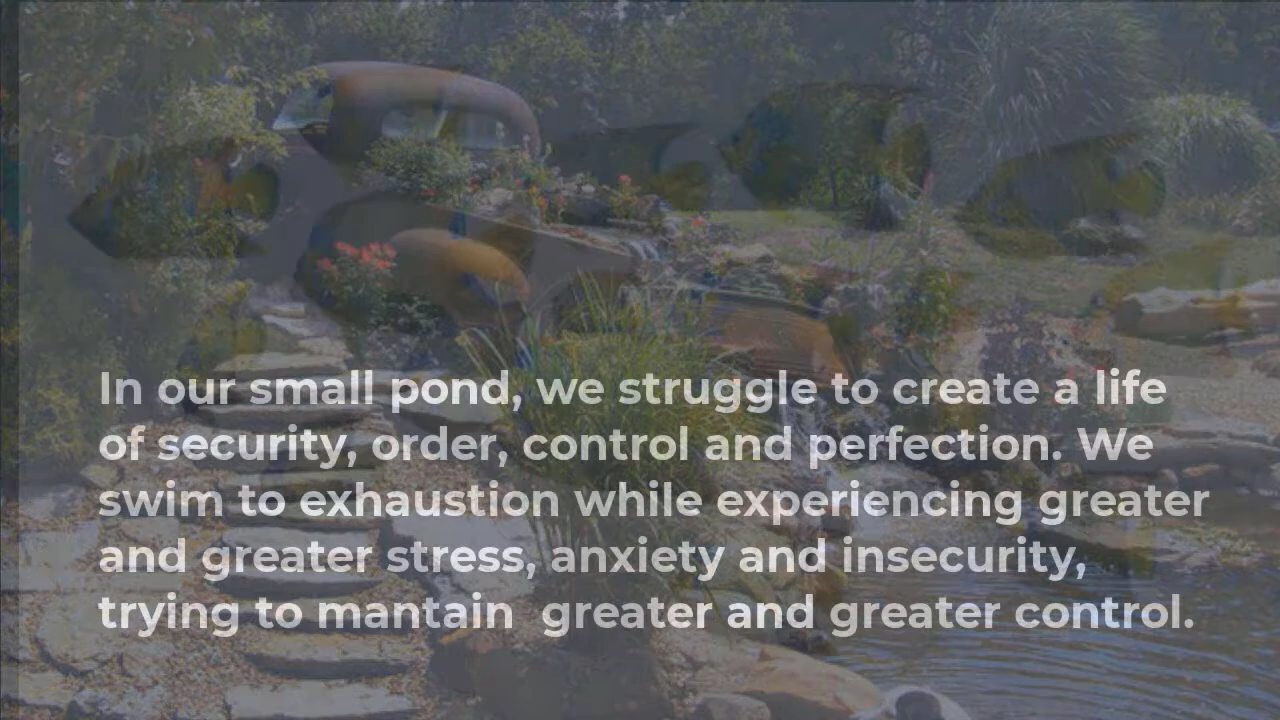 In our small pond, we struggle to create a life
of security, order, control and perfection. We
swim to exhaustion while experiencing greater
and greater stress, anxiety and insecurity,
trying to mantain  greater and greater control.